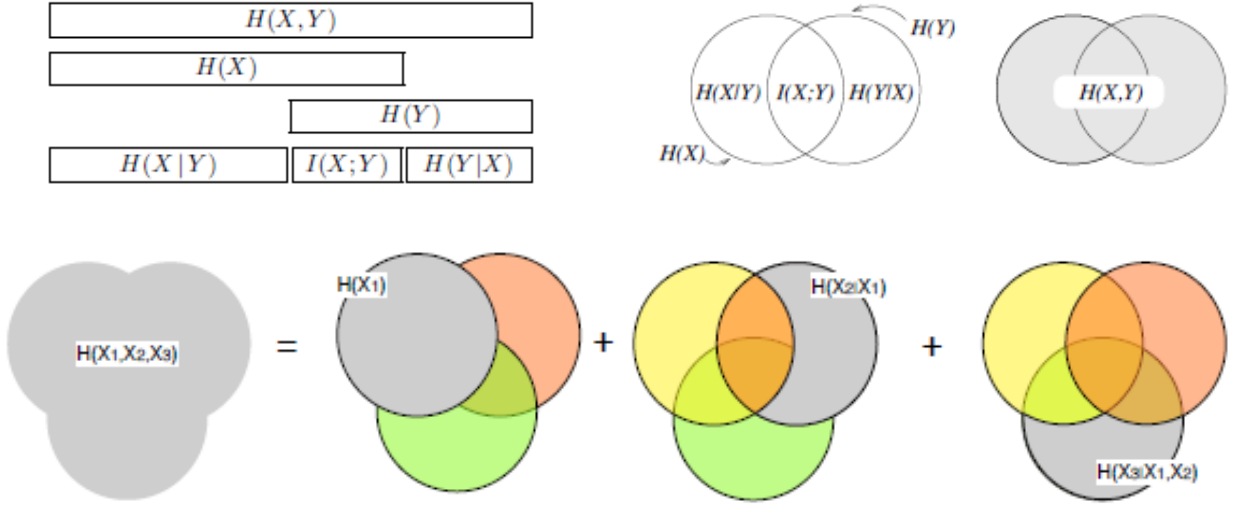 H(X,Y)
H(X)
H(Y)
H(X|Y) I(X;Y) H(Y|X)
H(Y)
H(X|Y) I(X;Y) H(Y|X)
H(X)
H(X,Y)
H(X1,X2,X3)
=
H(X1)
+
H(X2|X1)
+
H(X3|X1,X2)